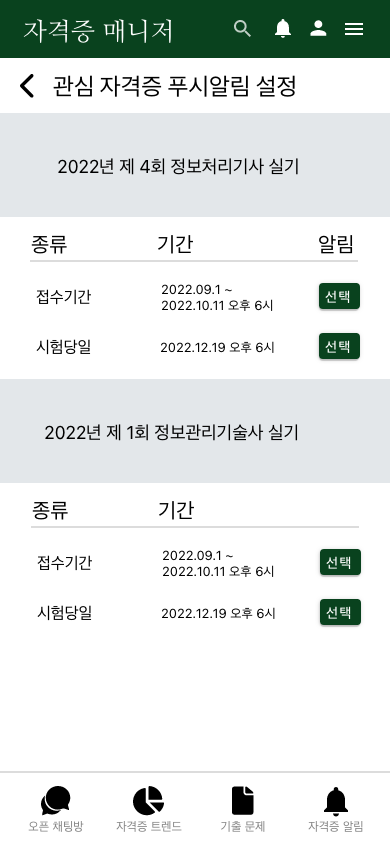 자격증 매니저
관심 자격증 푸시알림 설정
2022년 제 4회 정보처리기사 실기
종류 기간 알림
접수기간 2022.09.1 ~ 선택
2022.10.11 오후 6시
시험당일 2022.12.19 오후 6시 선택
2022년 제 1회 정보관리기술사 실기
종류 기간
접수기간 2022.09.1 ~ 선택
2022.10.11 오후 6시
시험당일 2022.12.19 오후 6시 선택
오픈 채팅방 자격증 트렌드 기출 문제 자격증 알림